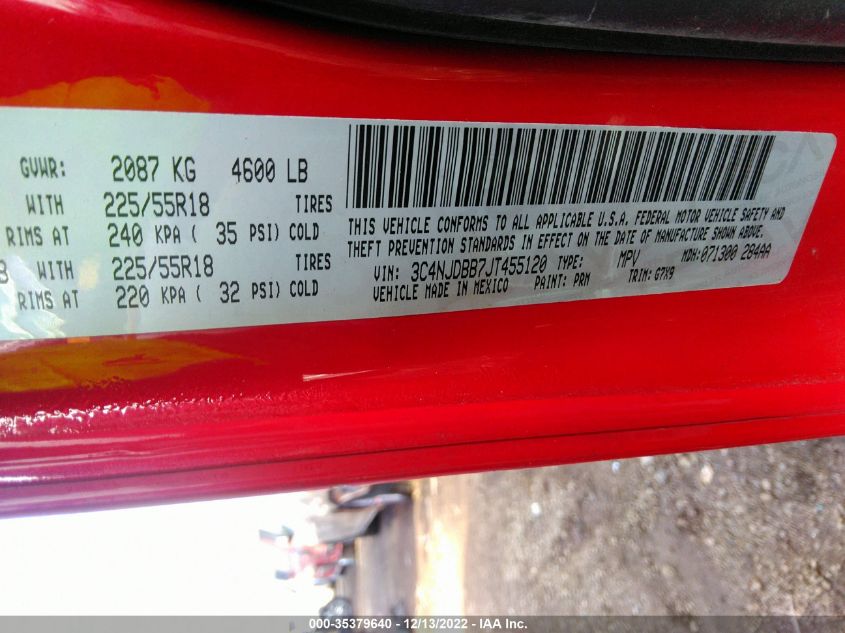 GVWR: 2087 KG 4600 LB
WITH 225/55R18 TIRES
RIMS AT 240 KPA ( 35 PSI) COLD
225/55R18 TIRES
RIMS AT 220 KPA ( 32 PSI) COLD
THIS VEHICLE CONFORMS TO ALL APPLICABLE U.S.A. FEDERAL MOTOR VEHICLE SAFETY AND
THEFT PREVENTION STANDARDS IN EFFECT ON THE DATE OF MANUFACTURE SHOWN ABOVE.
VIN: 3C4NJDBB7JT455120 TYPE: MPV MDH: 071300 284AA
VEHICLE MADE IN MEXICO PAINT: PRM TRIM: G7X9
000-35379640 - 12/13/2022 - IAA Inc.